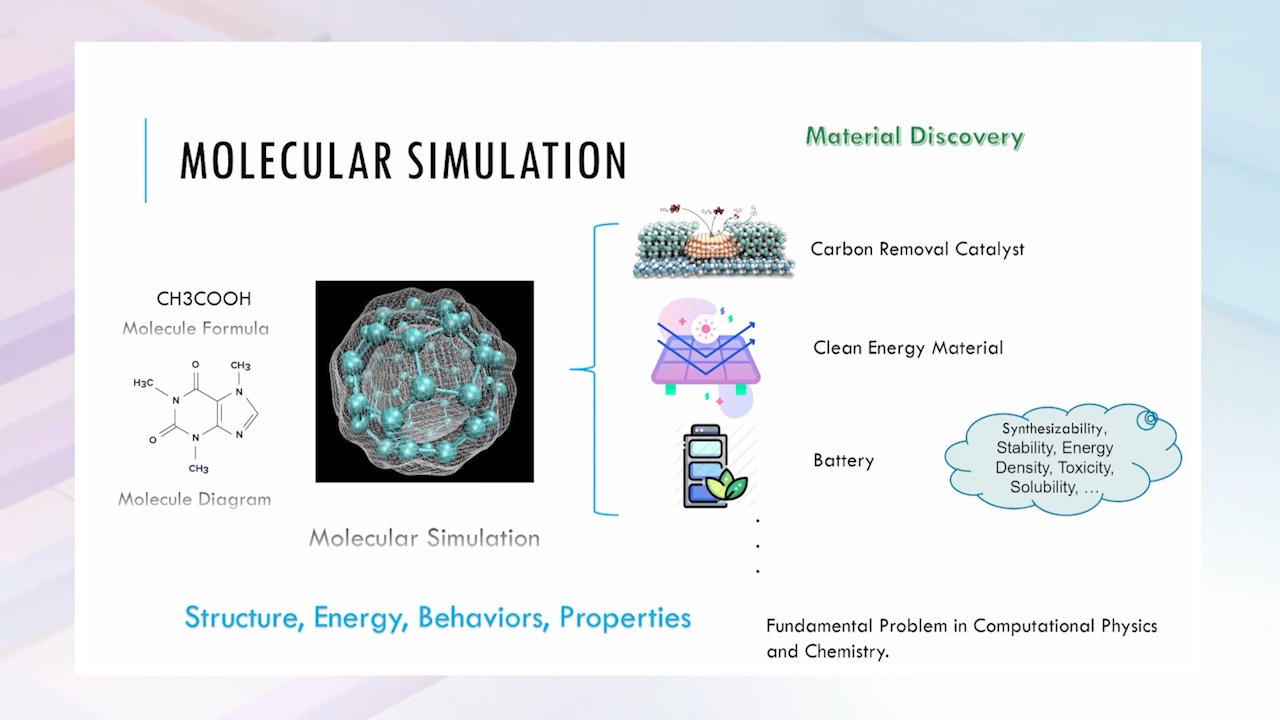 MOLECULAR SIMULATION
Material Discovery
Carbon Removal Catalyst
CH3COOH
Molecule Formula
Clean Energy Material
O
CH3
H3C
N
N
O
N
N
CH3
Molecule Diagram
Battery
Synthesizability,
Stability, Energy
Density, Toxicity,
Solubility, ...
Molecular Simulation
Structure, Energy, Behaviors, Properties
Fundamental Problem in Computational Physics
and Chemistry.